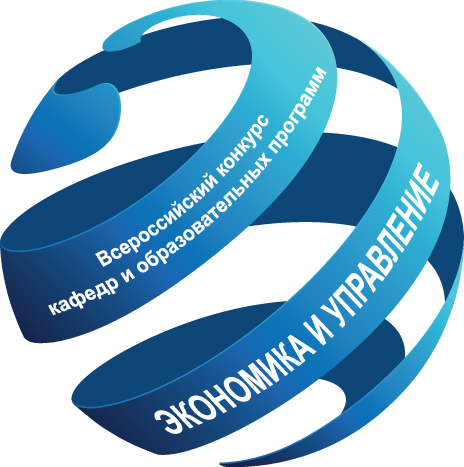 Всероссийский конкурс
кафедр и образовательных программ
ЭКОНОМИКА И УПРАВЛЕНИЕ